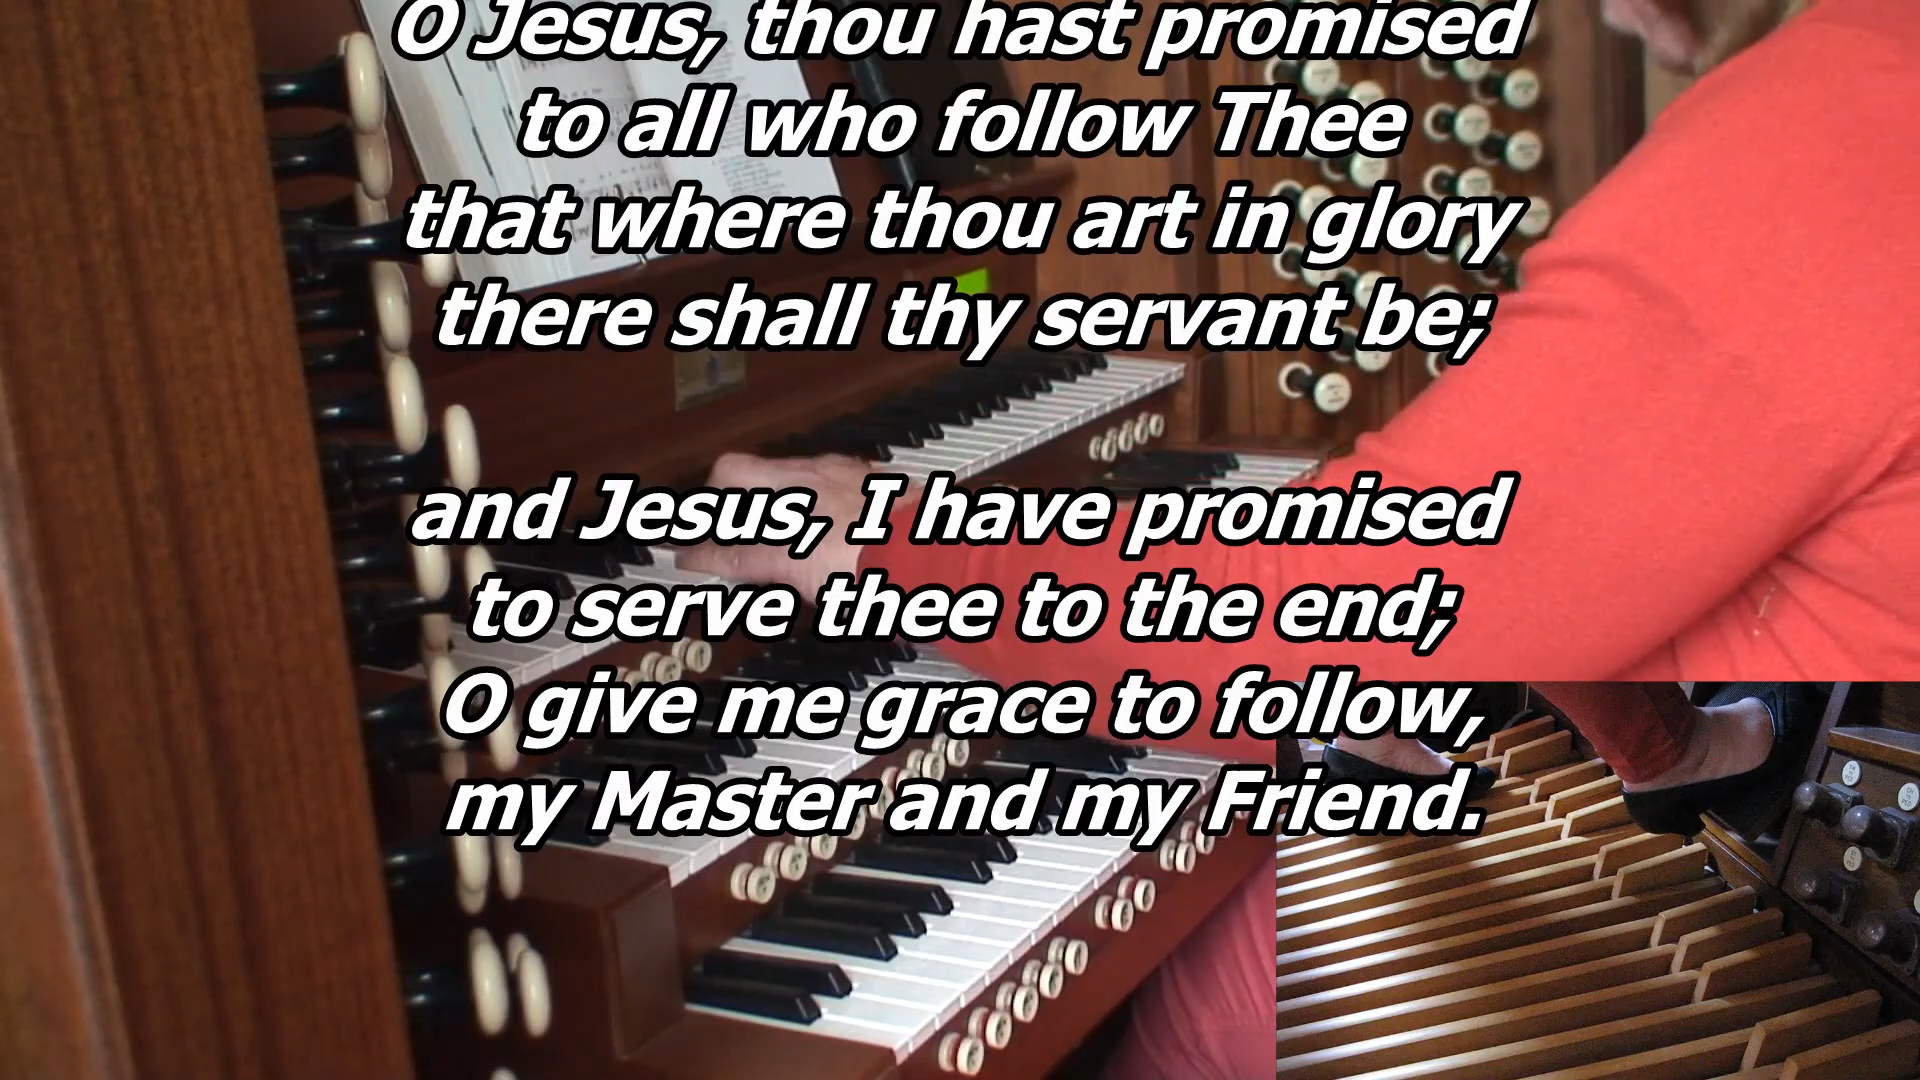 O Jesus, thou hast promised
to all who follow Thee
that where thou art in glory
there shall thy servant be;
and Jesus, I have promised
to serve thee to the end;
O give me grace to follow,
my Master and my Friend.